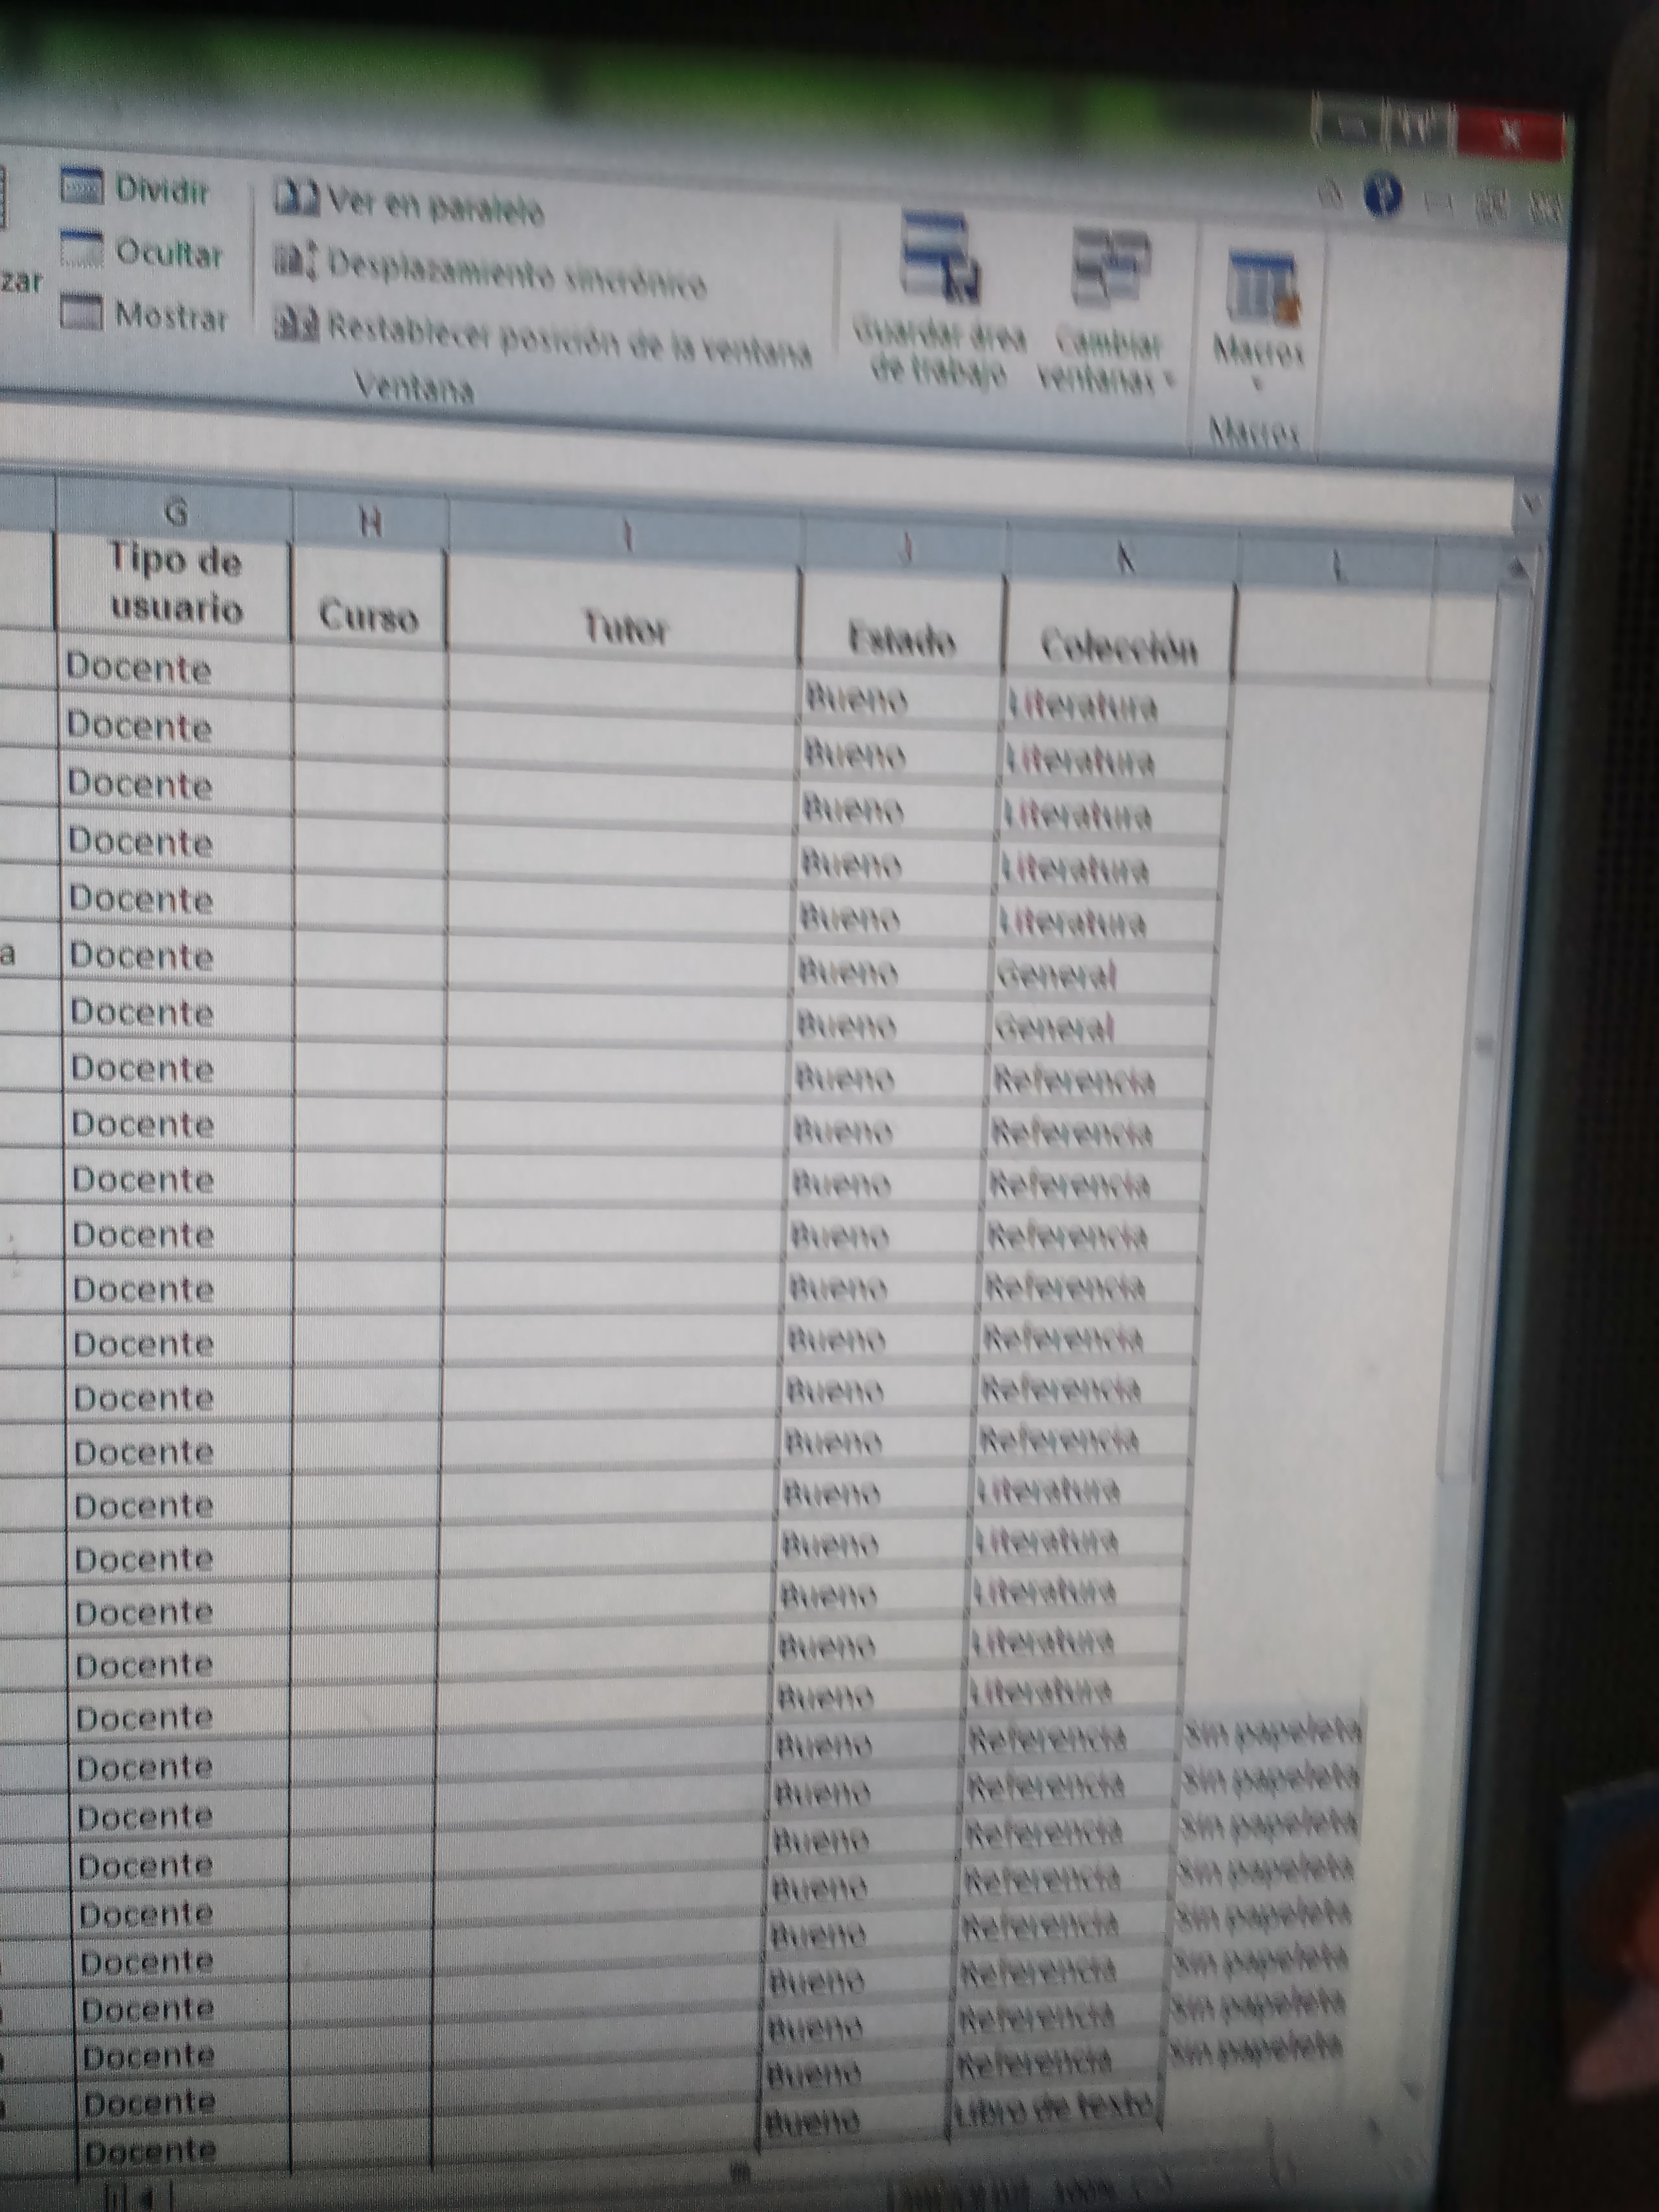 Dividir
Ocultar
Mostrar
zar
Ver en paralelo
Desplazamiento sincrónico
Restablecer posición de la ventana
Ventana
Guardar área
de trabajo
Cambiar
ventanas
Macros
Macros
G H I J K L
Tipo de
usuario Curso Tutor Estado Colección
Docente Bueno Literatura
Docente Bueno Literatura
Docente Bueno Literatura
Docente Bueno Literatura
Docente Bueno Literatura
a Docente Bueno General
Docente Bueno General
Docente Bueno Referencia
Docente Bueno Referencia
Docente Bueno Referencia
Docente Bueno Referencia
Docente Bueno Referencia
Docente Bueno Referencia
Docente Bueno Referencia
Docente Bueno Referencia
Docente Bueno Literatura
Docente Bueno Literatura
Docente Bueno Literatura
Docente Bueno Literatura
Docente Bueno Literatura
Docente Bueno Referencia Sin papeleta
Docente Bueno Referencia Sin papeleta
Docente Bueno Referencia Sin papeleta
Docente Bueno Referencia Sin papeleta
Docente Bueno Referencia Sin papeleta
Docente Bueno Referencia Sin papeleta
Docente Bueno Referencia Sin papeleta
Docente Bueno Referencia Sin papeleta
Docente Bueno Libro de texto